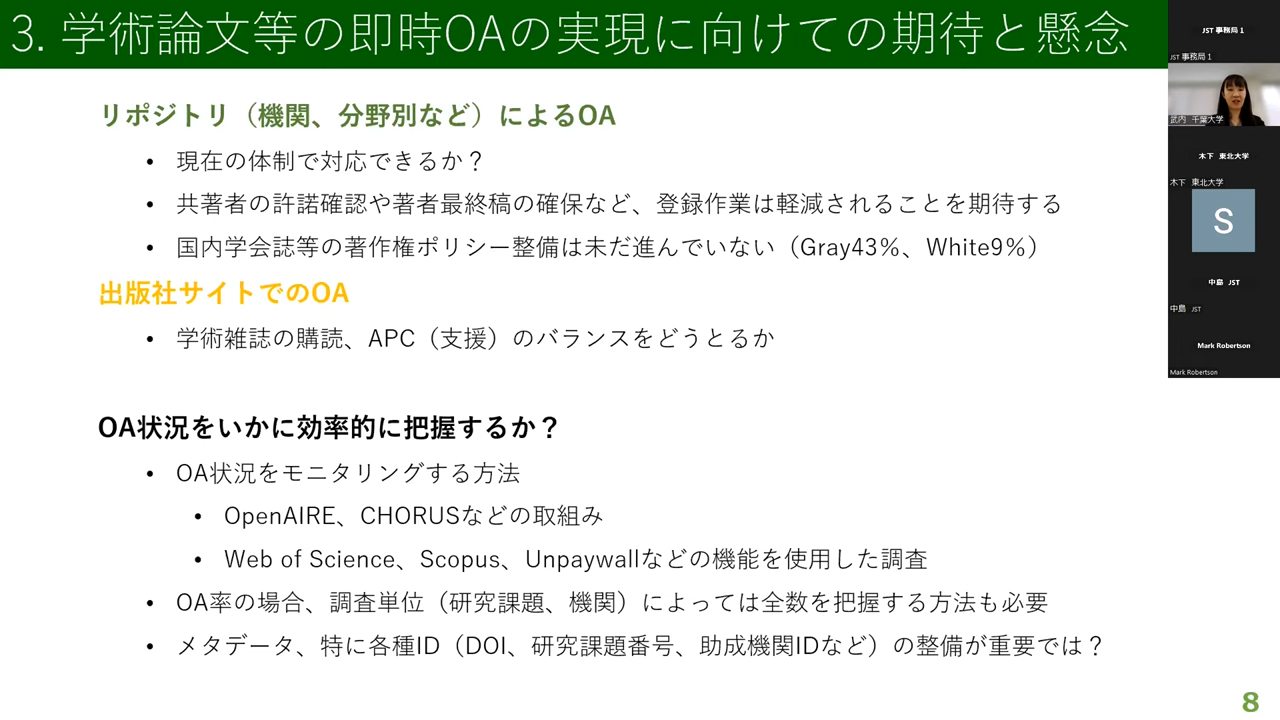 3. 学術論文等の即時OAの実現に向けての期待と懸念
リポジトリ（機関、分野別など）によるOA
• 現在の体制で対応できるか？
• 共著者の許諾確認や著者最終稿の確保など、登録作業は軽減されることを期待する
• 国内学会誌等の著作権ポリシー整備は未だ進んでいない（Gray43%、White9%）
出版社サイトでのOA
• 学術雑誌の購読、APC（支援）のバランスをどうとるか
OA状況をいかに効率的に把握するか？
• OA状況をモニタリングする方法
• OpenAIRE、CHORUSなどの取組み
• Web of Science、Scopus、Unpaywallなどの機能を使用した調査
• OA率の場合、調査単位（研究課題、機関）によっては全数を把握する方法も必要
• メタデータ、特に各種ID（DOI、研究課題番号、助成機関IDなど）の整備が重要では？
8
JST 事務局 1
JST 事務局 1
武内 千葉大学
木下 東北大学
木下 東北大学
S
中島 JST
中島 JST
Mark Robertson
Mark Robertson